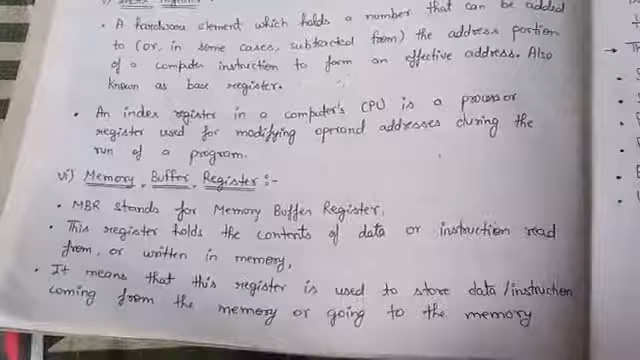 v) Index Register
• A hardware element which holds a number that can be added
to (or, in some cases, subtracted from) the address portion
of a computer instruction to form an effective address. Also
known as base register.
• An index register in a computer's CPU is a processor
register used for modifying operand addresses during the
run of a program.
vi) Memory Buffer Register :-
• MBR stands for Memory Buffer Register.
• This register holds the contents of data or instruction read
from, or written in memory,
• It means that this register is used to store data/instruction
coming from the memory or going to the memory